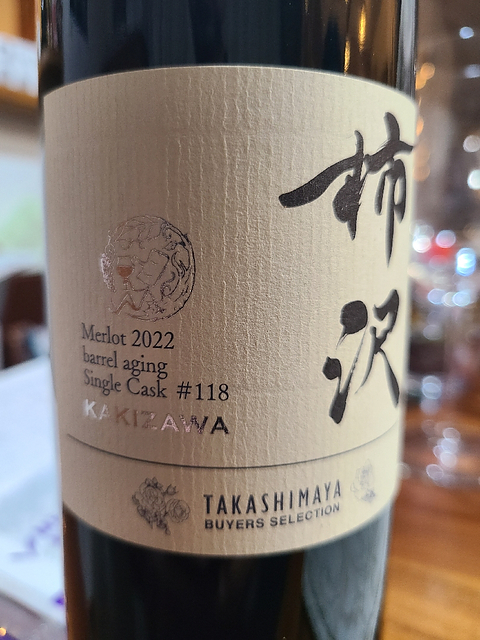 柿沢
Merlot 2022
barrel aging
Single Cask #118
KAKIZAWA
TAKASHIMAYA
BUYERS SELECTION